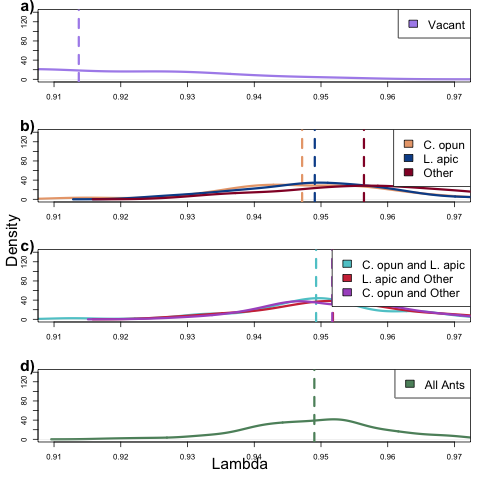 a)
Vacant
0 40 80 120
0.91 0.92 0.93 0.94 0.95 0.96 0.97
b)
C. opun
L. apic
Other
0 40 80 120
0.91 0.92 0.93 0.94 0.95 0.96 0.97
Density
c)
C. opun and L. apic
L. apic and Other
C. opun and Other
0 40 80 120
0.91 0.92 0.93 0.94 0.95 0.96 0.97
d)
All Ants
0 40 80 120
0.91 0.92 0.93 0.94 0.95 0.96 0.97
Lambda